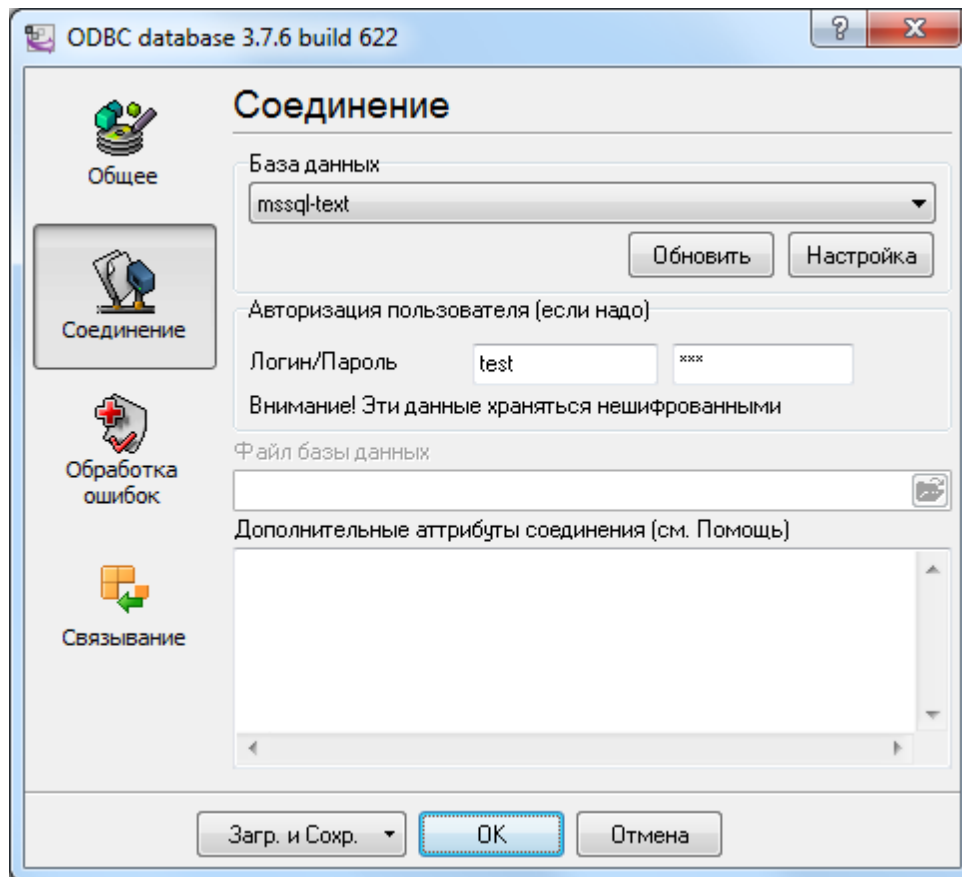 ODBC database 3.7.6 build 622
Общее
Соединение
Обработка
ошибок
Связывание
Соединение
База данных
mssql-text
Обновить
Настройка
Авторизация пользователя (если надо)
Логин/Пароль
test
***
Внимание! Эти данные храняться нешифрованными
Файл базы данных
Дополнительные аттрибуты соединения (см. Помощь)
Загр. и Сохр.
OK
Отмена